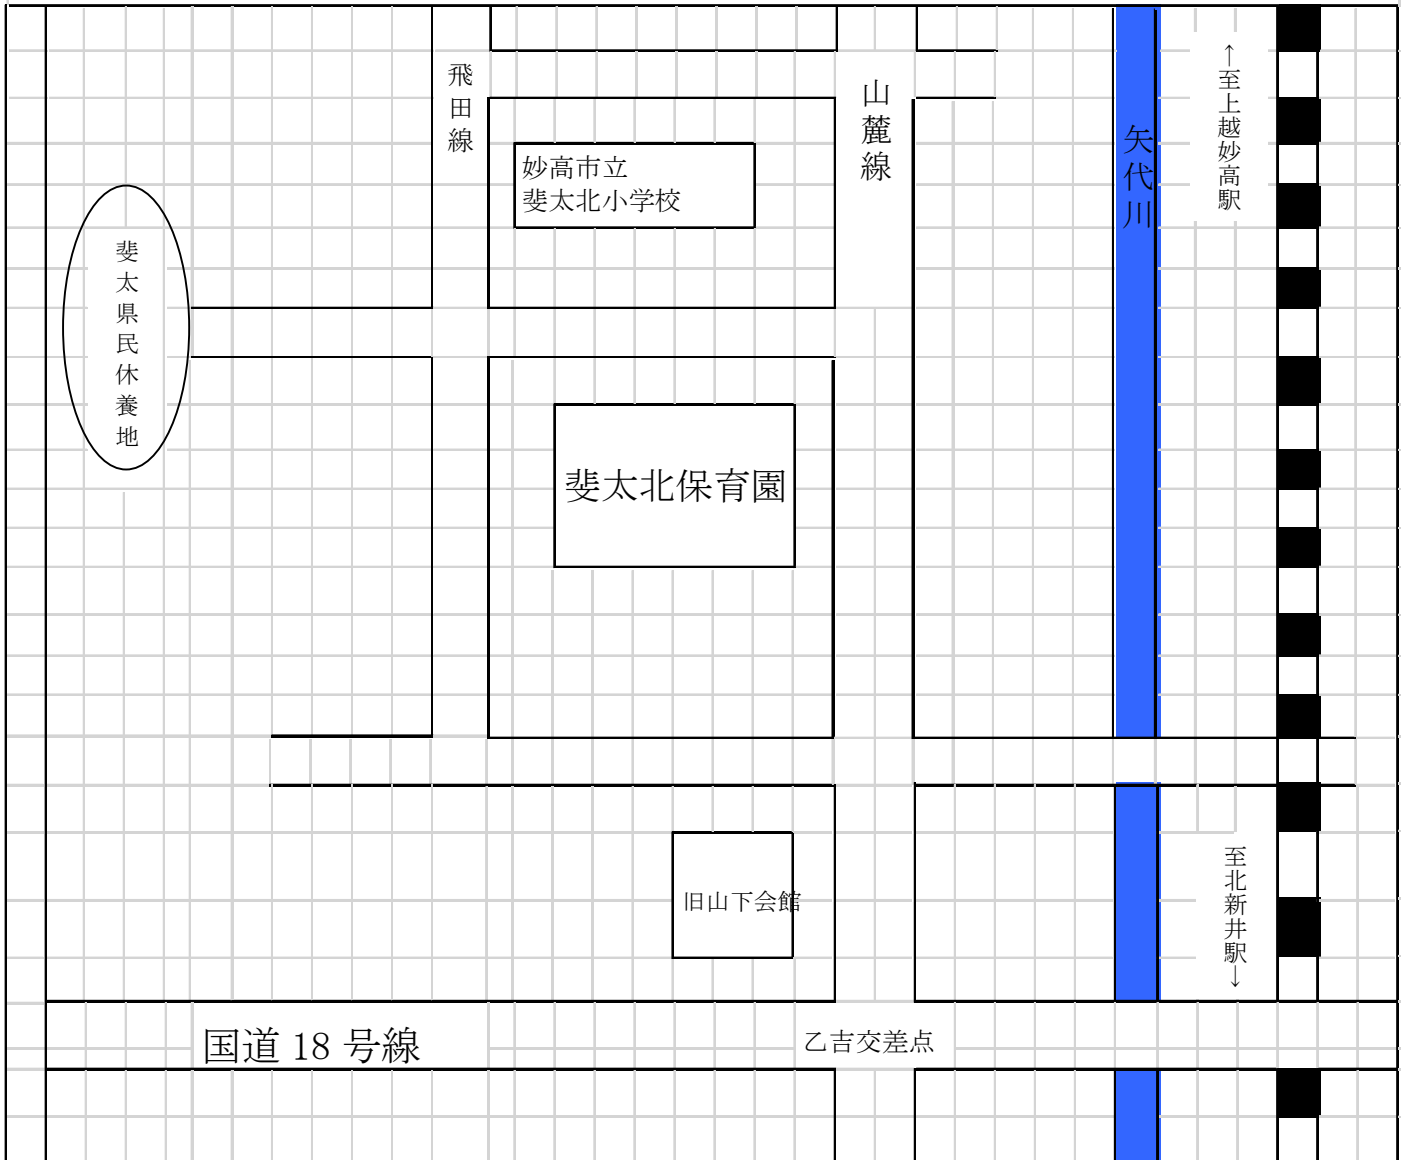 飛田線
山麓線
↑至上越妙高駅
矢代川
妙高市立
斐太北小学校
斐太県民休養地
斐太北保育園
旧山下会館
至北新井駅↓
国道 18 号線
乙吉交差点